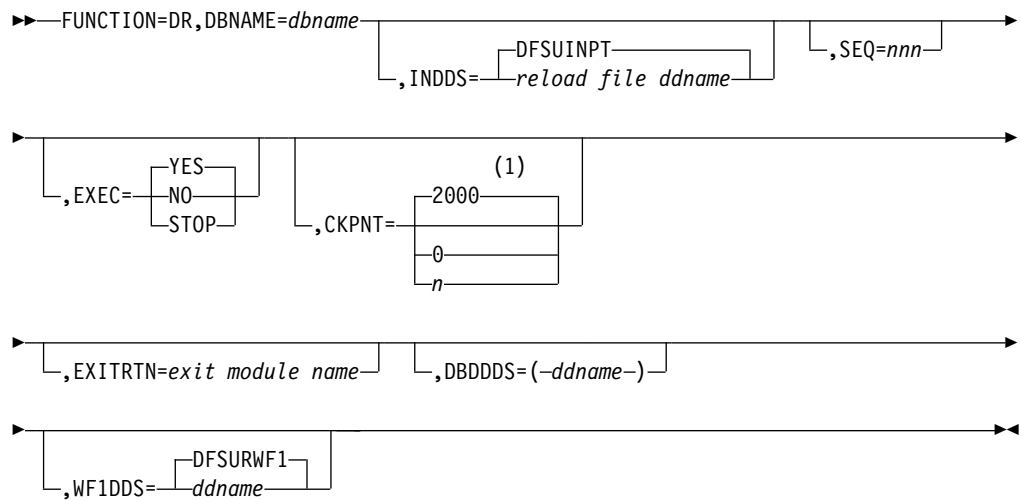 FUNCTION=DR,DBNAME=dbname
,INDDS=
DFSUINPT
reload file ddname
,SEQ=nnn
,EXEC=
YES
NO
STOP
,CKPNT=
(1)
2000
0
n
,EXITRTN=exit module name
,DBDDDS=(-ddname-)
,WF1DDS=
DFSURWF1
ddname